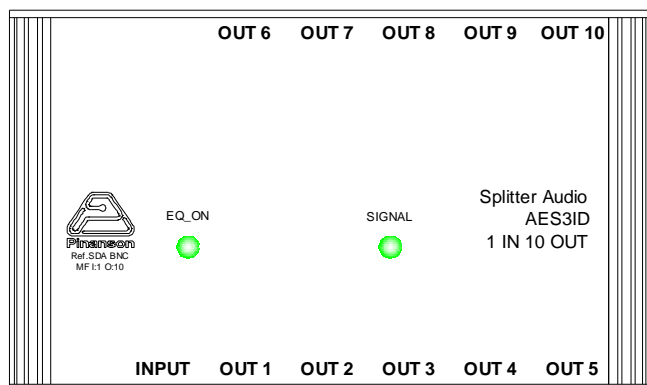 OUT 6 OUT 7 OUT 8 OUT 9 OUT 10
Pinanson
Ref.SDA BNC
MF I:1 O:10
EQ_ON
SIGNAL
Splitter Audio
AES3ID
1 IN 10 OUT
INPUT OUT 1 OUT 2 OUT 3 OUT 4 OUT 5